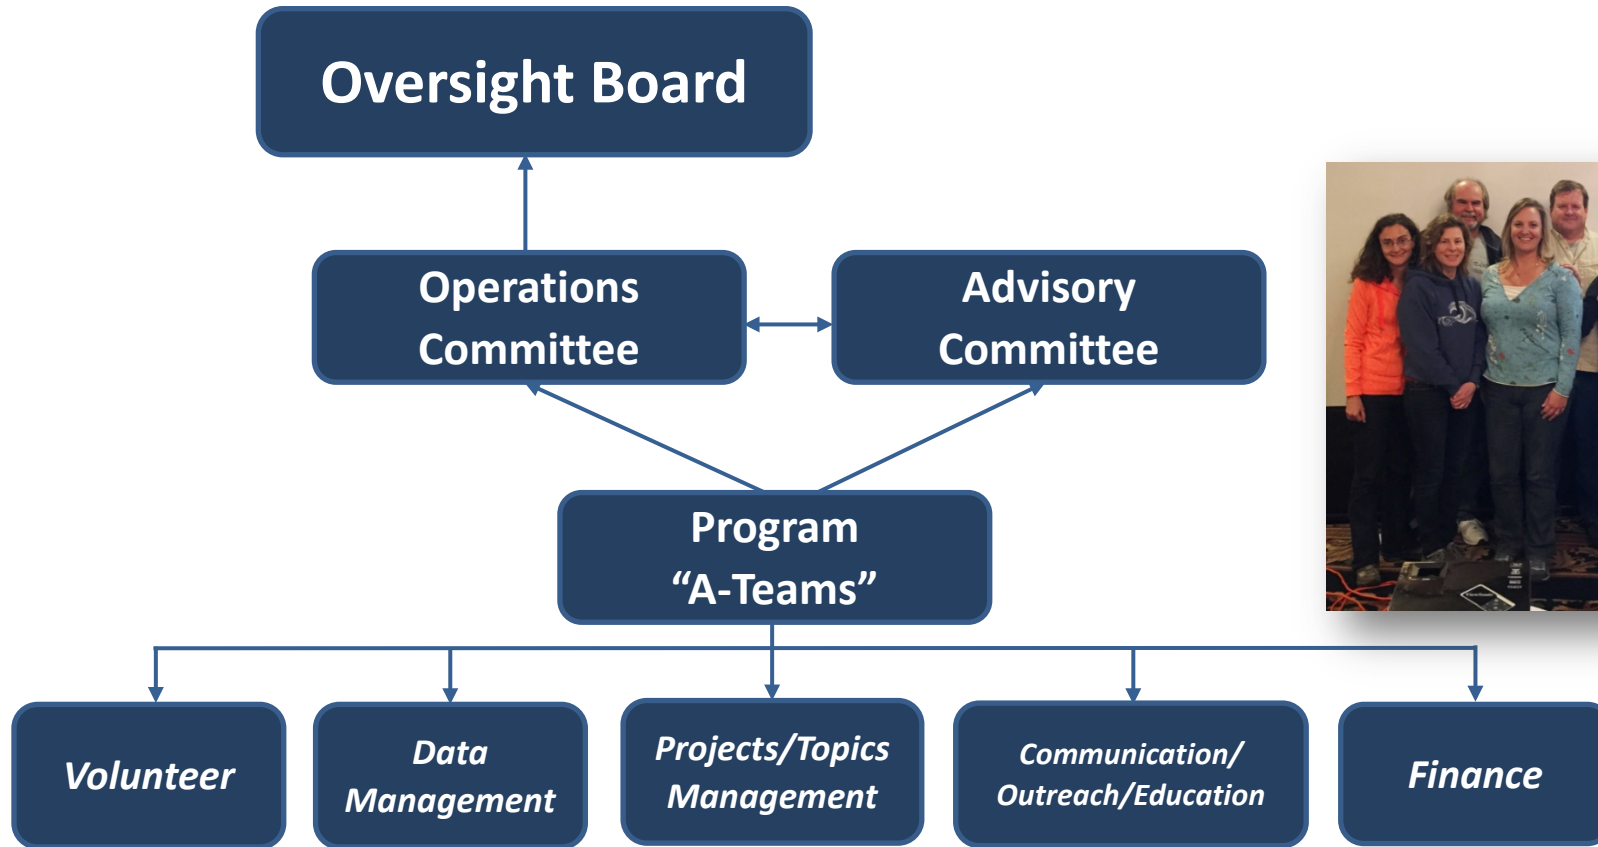 Oversight Board
Operations
Committee
Advisory
Committee
Program
“A-Teams”
Volunteer
Data
Management
Projects/Topics
Management
Communication/
Outreach/Education
Finance